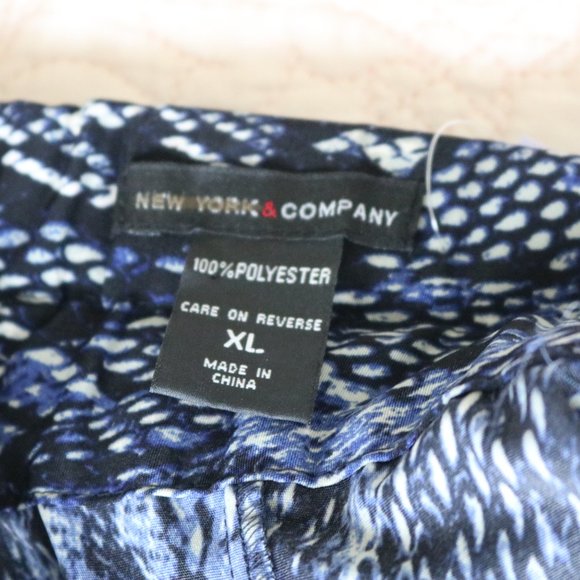 NEW YORK & COMPANY
100% POLYESTER
CARE ON REVERSE
XL
MADE IN
CHINA